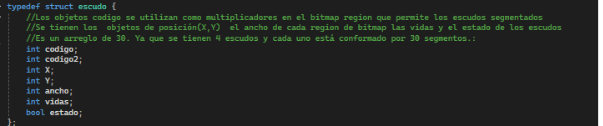 typedef struct escudo {
//Los objetos codigo se utilizan como multiplicadores en el bitmap region que permite los escudos segmentados
//Se tienen los  objetos de posición(X,Y)  el ancho de cada region de bitmap las vidas y el estado de los escudos
//Es un arreglo de 30. Ya que se tienen 4 escudos y cada uno está conformado por 30 segmentos.:
int codigo;
int codigo2;
int X;
int Y;
int ancho;
int vidas;
bool estado;
};